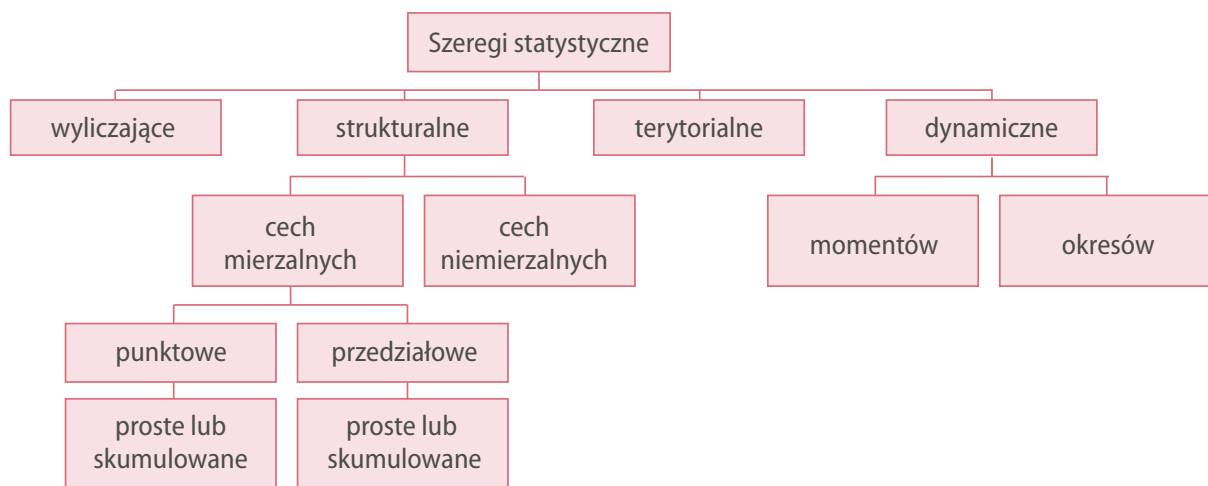 Szeregi statystyczne
wyliczające
strukturalne
terytorialne
dynamiczne
cech
mierzalnych
cech
niemierzalnych
momentów
okresów
punktowe
przedziałowe
proste lub
skumulowane
proste lub
skumulowane